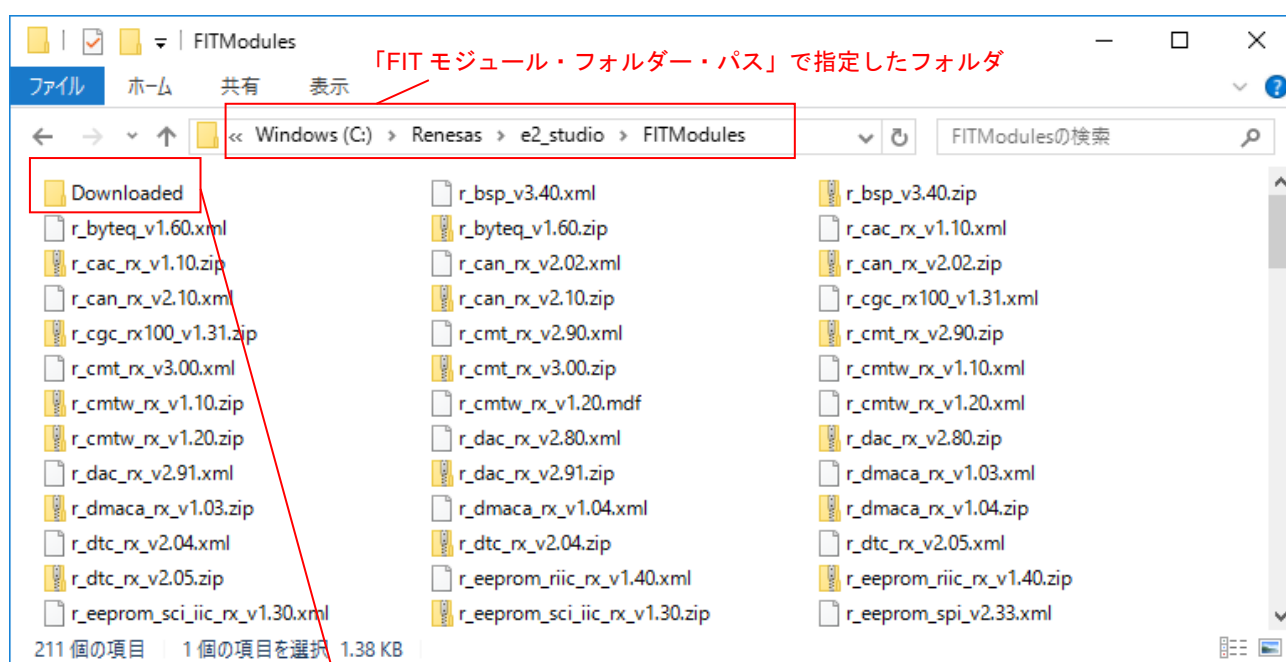 FITModules
「FIT モジュール・フォルダー・パス」で指定したフォルダ
ファイル ホーム 共有 表示
« Windows (C:) › Renesas › e2_studio › FITModules FITModulesの検索
Downloaded r_bsp_v3.40.xml r_bsp_v3.40.zip
r_byteq_v1.60.xml r_byteq_v1.60.zip r_cac_rx_v1.10.xml
r_cac_rx_v1.10.zip r_can_rx_v2.02.xml r_can_rx_v2.02.zip
r_can_rx_v2.10.xml r_can_rx_v2.10.zip r_cgc_rx100_v1.31.xml
r_cgc_rx100_v1.31.zip r_cmt_rx_v2.90.xml r_cmt_rx_v2.90.zip
r_cmt_rx_v3.00.xml r_cmt_rx_v3.00.zip r_cmtw_rx_v1.10.xml
r_cmtw_rx_v1.10.zip r_cmtw_rx_v1.20.mdf r_cmtw_rx_v1.20.xml
r_cmtw_rx_v1.20.zip r_dac_rx_v2.80.xml r_dac_rx_v2.80.zip
r_dac_rx_v2.91.xml r_dac_rx_v2.91.zip r_dmaca_rx_v1.03.xml
r_dmaca_rx_v1.03.zip r_dmaca_rx_v1.04.xml r_dmaca_rx_v1.04.zip
r_dtc_rx_v2.04.xml r_dtc_rx_v2.04.zip r_dtc_rx_v2.05.xml
r_dtc_rx_v2.05.zip r_eeprom_riic_rx_v1.40.xml r_eeprom_riic_rx_v1.40.zip
r_eeprom_sci_iic_rx_v1.30.xml r_eeprom_sci_iic_rx_v1.30.zip r_eeprom_spi_v2.33.xml
211 個の項目 1 個の項目を選択 1.38 KB